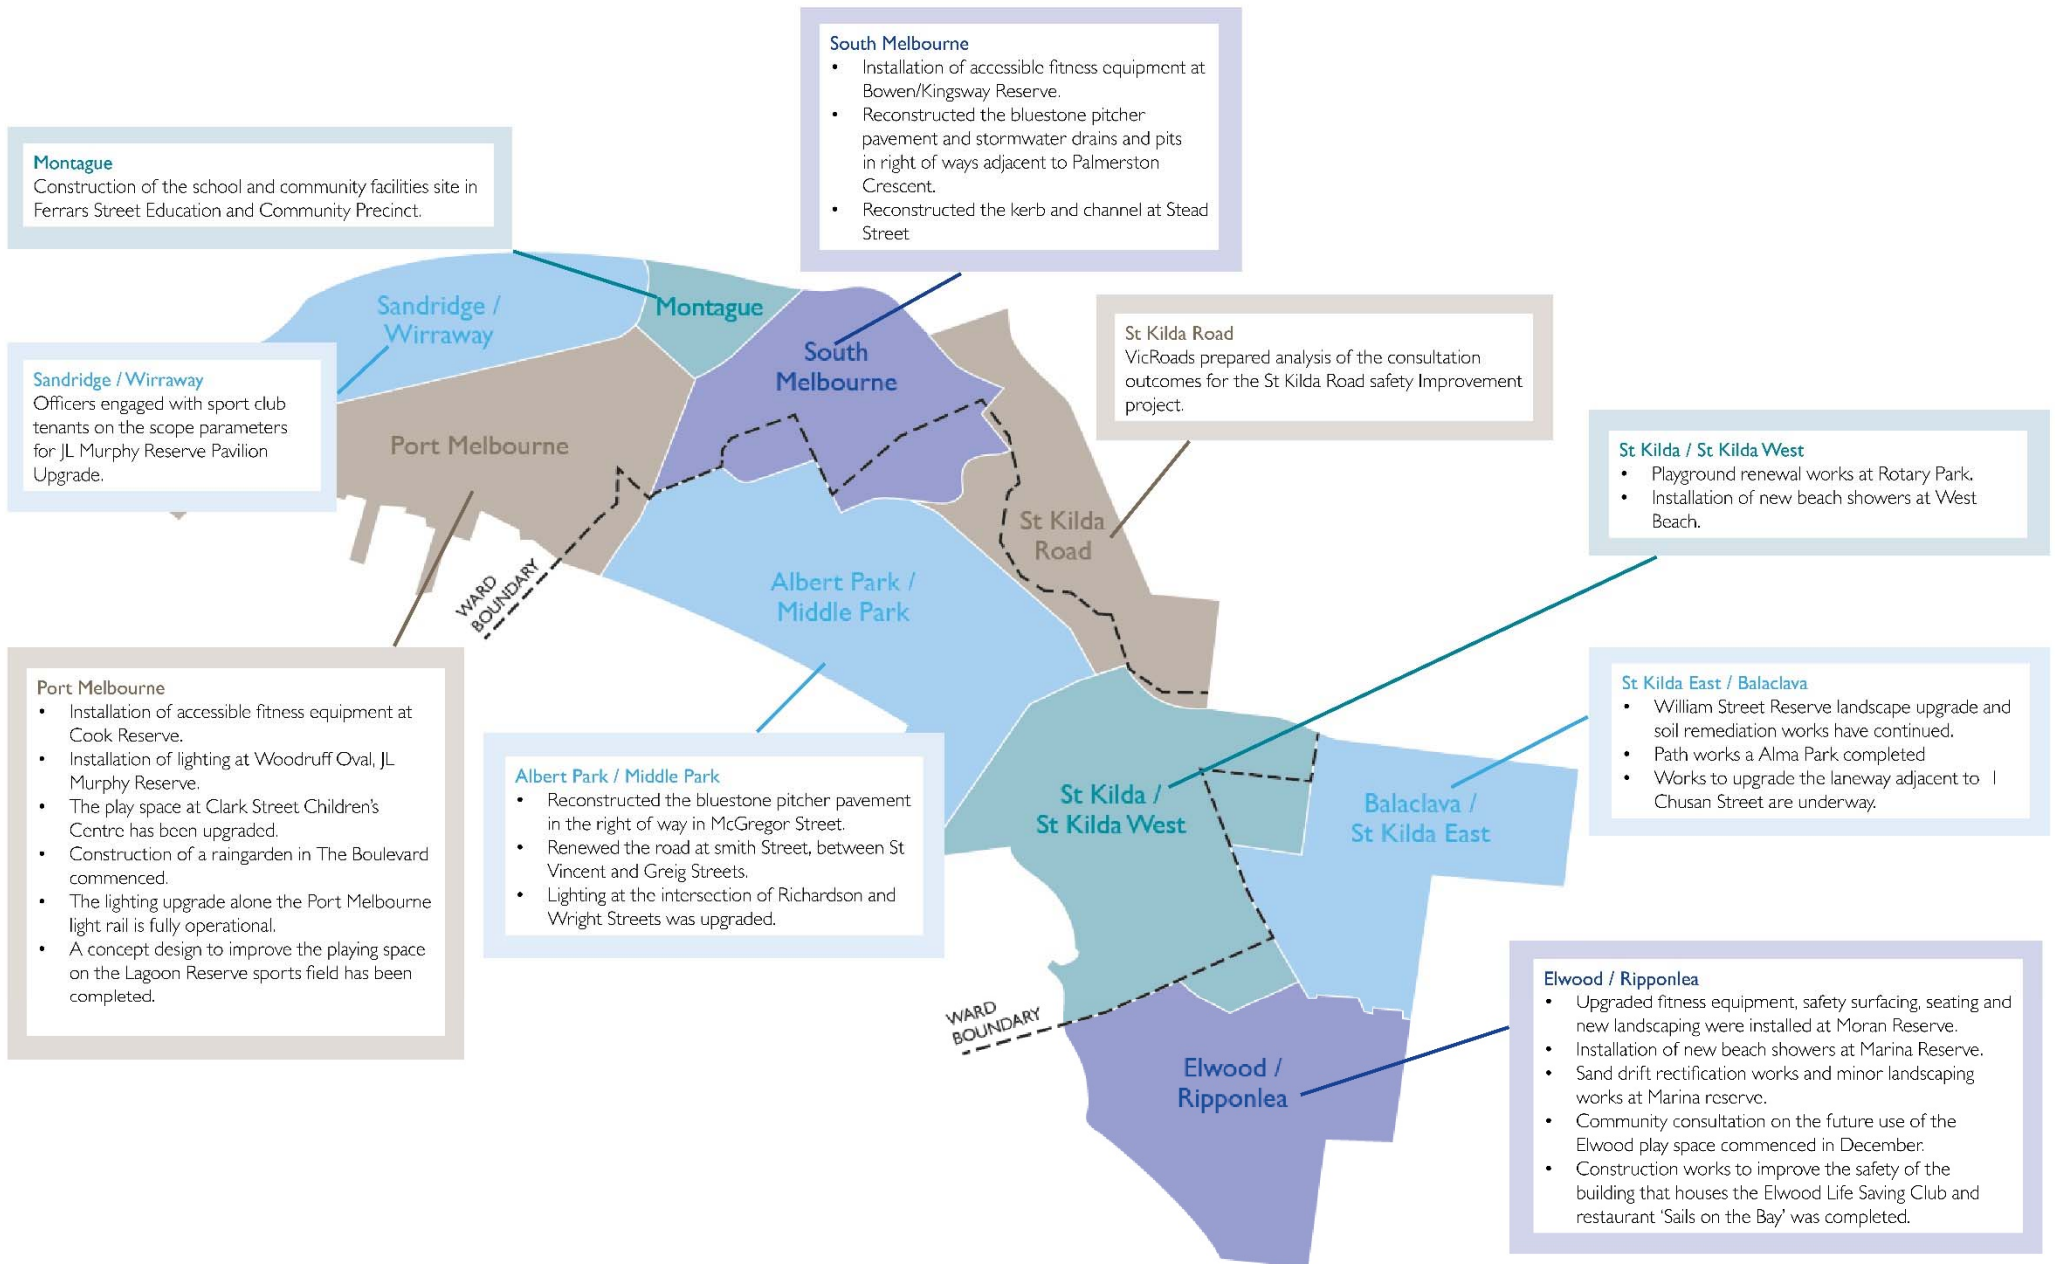 South Melbourne
• Installation of accessible fitness equipment at
Bowen/Kingsway Reserve.
• Reconstructed the bluestone pitcher
pavement and stormwater drains and pits
in right of ways adjacent to Palmerston
Crescent.
• Reconstructed the kerb and channel at Stead
Street
Montague
Construction of the school and community facilities site in
Ferrars Street Education and Community Precinct.
Sandridge /
Wirraway
Montague
South
Melbourne
St Kilda Road
VicRoads prepared analysis of the consultation
outcomes for the St Kilda Road safety Improvement
project.
Sandridge / Wirraway
Officers engaged with sport club
tenants on the scope parameters
for JL Murphy Reserve Pavilion
Upgrade.
Port Melbourne
St Kilda / St Kilda West
• Playground renewal works at Rotary Park.
• Installation of new beach showers at West
Beach.
St Kilda
Road
WARD
BOUNDARY
Albert Park /
Middle Park
Port Melbourne
• Installation of accessible fitness equipment at
Cook Reserve.
• Installation of lighting at Woodruff Oval, JL
Murphy Reserve.
• The play space at Clark Street Children's
Centre has been upgraded.
• Construction of a raingarden in The Boulevard
commenced.
• The lighting upgrade alone the Port Melbourne
light rail is fully operational.
• A concept design to improve the playing space
on the Lagoon Reserve sports field has been
completed.
Albert Park / Middle Park
• Reconstructed the bluestone pitcher pavement
in the right of way in McGregor Street.
• Renewed the road at smith Street, between St
Vincent and Greig Streets.
• Lighting at the intersection of Richardson and
Wright Streets was upgraded.
St Kilda /
St Kilda West
Balaclava /
St Kilda East
St Kilda East / Balaclava
• William Street Reserve landscape upgrade and
soil remediation works have continued.
• Path works a Alma Park completed
• Works to upgrade the laneway adjacent to 1
Chusan Street are underway.
WARD
BOUNDARY
Elwood /
Ripponlea
Elwood / Ripponlea
• Upgraded fitness equipment, safety surfacing, seating and
new landscaping were installed at Moran Reserve.
• Installation of new beach showers at Marina Reserve.
• Sand drift rectification works and minor landscaping
works at Marina reserve.
• Community consultation on the future use of the
Elwood play space commenced in December.
• Construction works to improve the safety of the
building that houses the Elwood Life Saving Club and
restaurant 'Sails on the Bay' was completed.